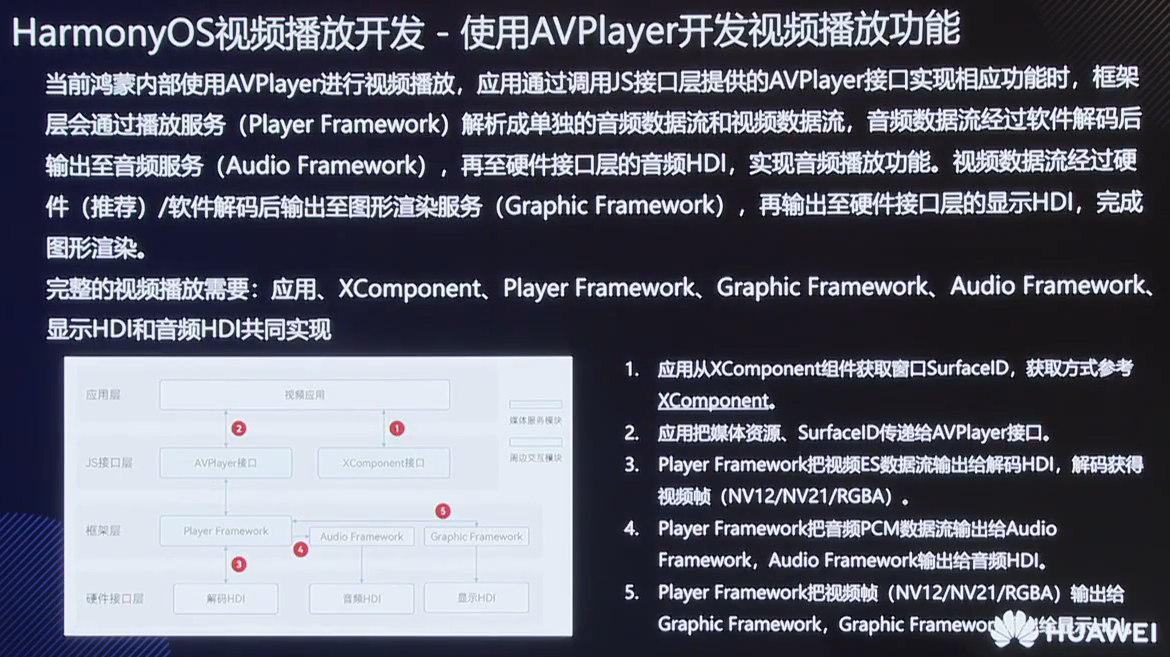 HarmonyOS视频播放开发 - 使用AVPlayer开发视频播放功能
当前鸿蒙内部使用AVPlayer进行视频播放，应用通过调用JS接口层提供的AVPlayer接口实现相应功能时，框架
层会通过播放服务（Player Framework）解析成单独的音频数据流和视频数据流，音频数据流经过软件解码后
输出至音频服务（Audio Framework），再至硬件接口层的音频HDI，实现音频播放功能。视频数据流经过硬
件（推荐）/软件解码后输出至图形渲染服务（Graphic Framework），再输出至硬件接口层的显示HDI，完成
图形渲染。
完整的视频播放需要：应用、XComponent、Player Framework、Graphic Framework、Audio Framework、
显示HDI和音频HDI共同实现
应用层
视频应用
媒体服务模块
2
1
周边交互模块
JS接口层
AVPlayer接口
XComponent接口
5
框架层
Player Framework
Audio Framework
Graphic Framework
4
3
硬件接口层
解码HDI
音频HDI
显示HDI
1. 应用从XComponent组件获取窗口SurfaceID，获取方式参考
XComponent。
2. 应用把媒体资源、SurfaceID传递给AVPlayer接口。
3. Player Framework把视频ES数据流输出给解码HDI，解码获得
视频帧（NV12/NV21/RGBA）。
4. Player Framework把音频PCM数据流输出给Audio
Framework，Audio Framework输出给音频HDI。
5. Player Framework把视频帧（NV12/NV21/RGBA）输出给
Graphic Framework，Graphic Framewor 给显示HDI。
HUAWEI